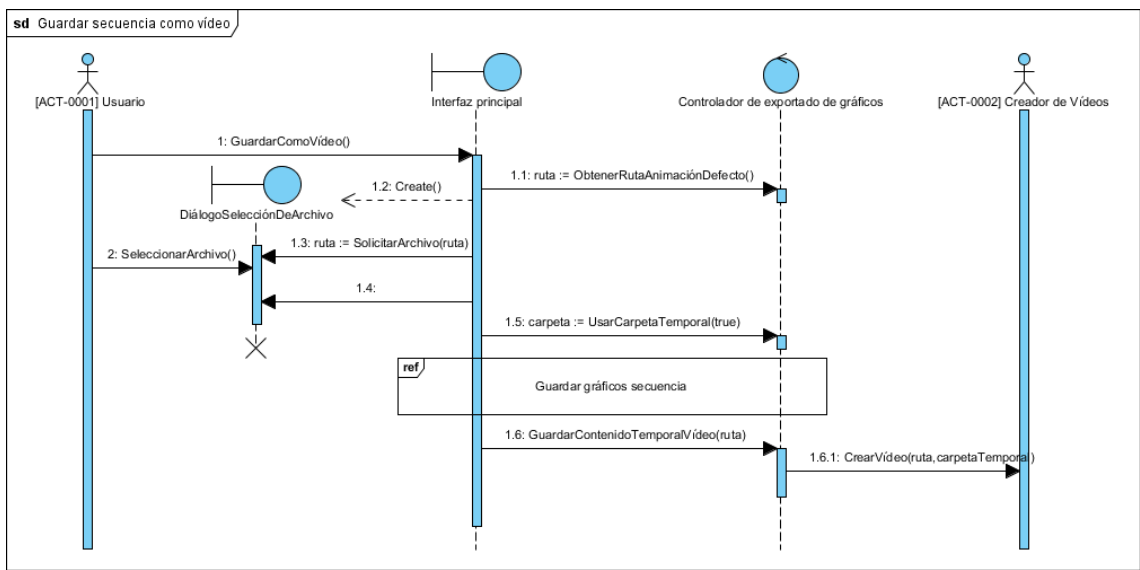 sd Guardar secuencia como vídeo
[ACT-0001] Usuario
Interfaz principal
Controlador de exportado de gráficos
[ACT-0002] Creador de Vídeos
1: GuardarComoVídeo()
1.1: ruta := ObtenerRutaAnimaciónDefecto()
1.2: Create()
DiálogoSelecciónDeArchivo
1.3: ruta := SolicitarArchivo(ruta)
2: SeleccionarArchivo()
1.4:
1.5: carpeta := UsarCarpetaTemporal(true)
ref
Guardar gráficos secuencia
1.6: GuardarContenidoTemporalVídeo(ruta)
1.6.1: CrearVídeo(ruta,carpetaTemporal)